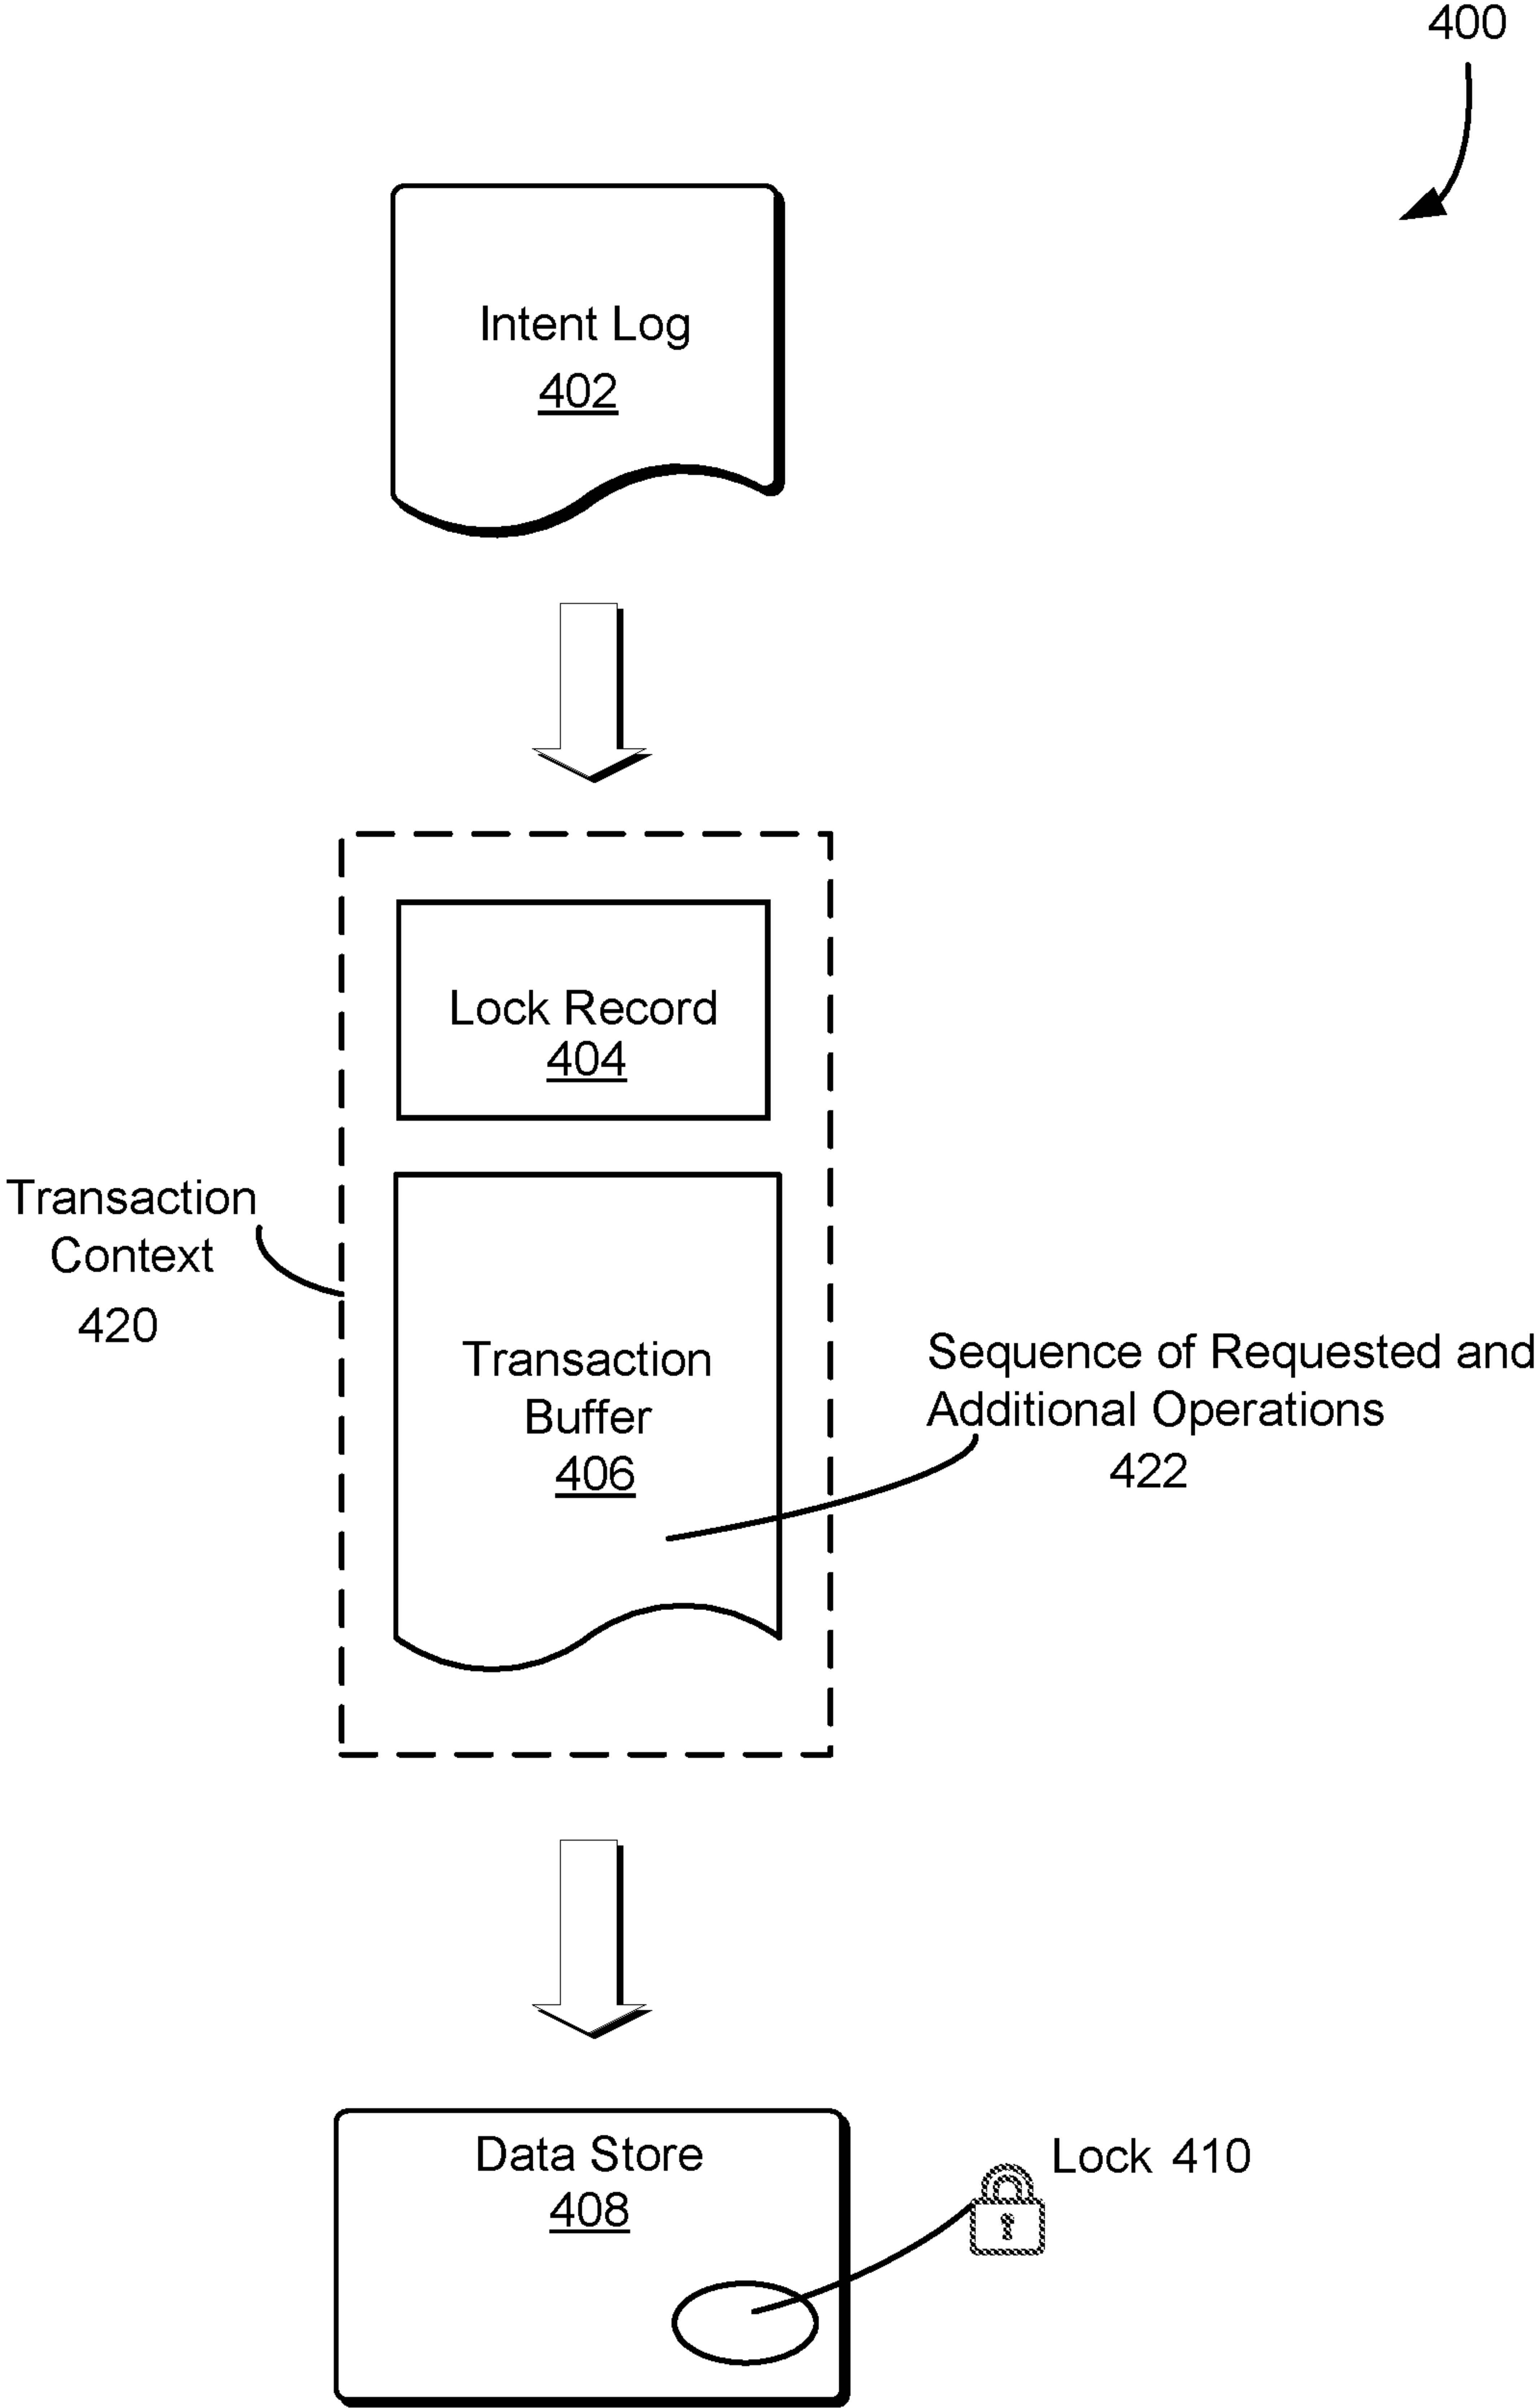 400
Intent Log
402
Lock Record
404
Transaction
Context
420
Transaction
Buffer
406
Sequence of Requested and
Additional Operations
422
Data Store
408
Lock 410